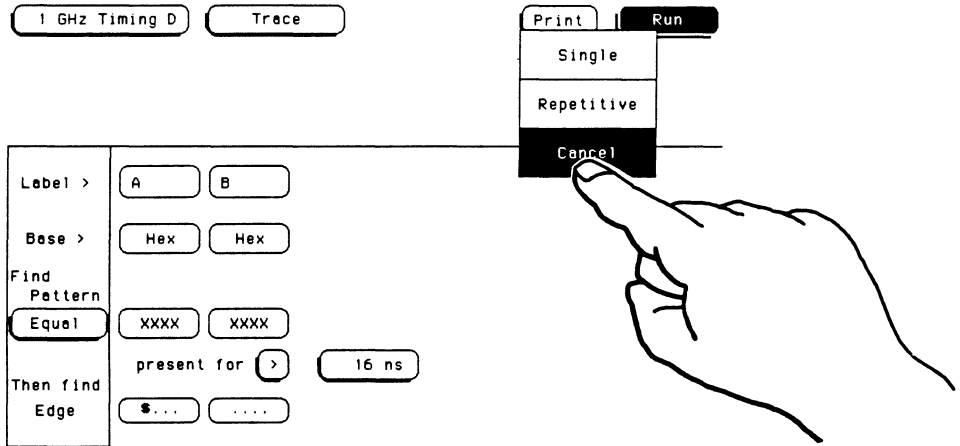 1 GHz Timing D Trace Print Run
Single
Repetitive
Cancel
Label > A B
Base > Hex Hex
Find
Pattern
Equal XXXX XXXX
present for > 16 ns
Then find
Edge $... ....